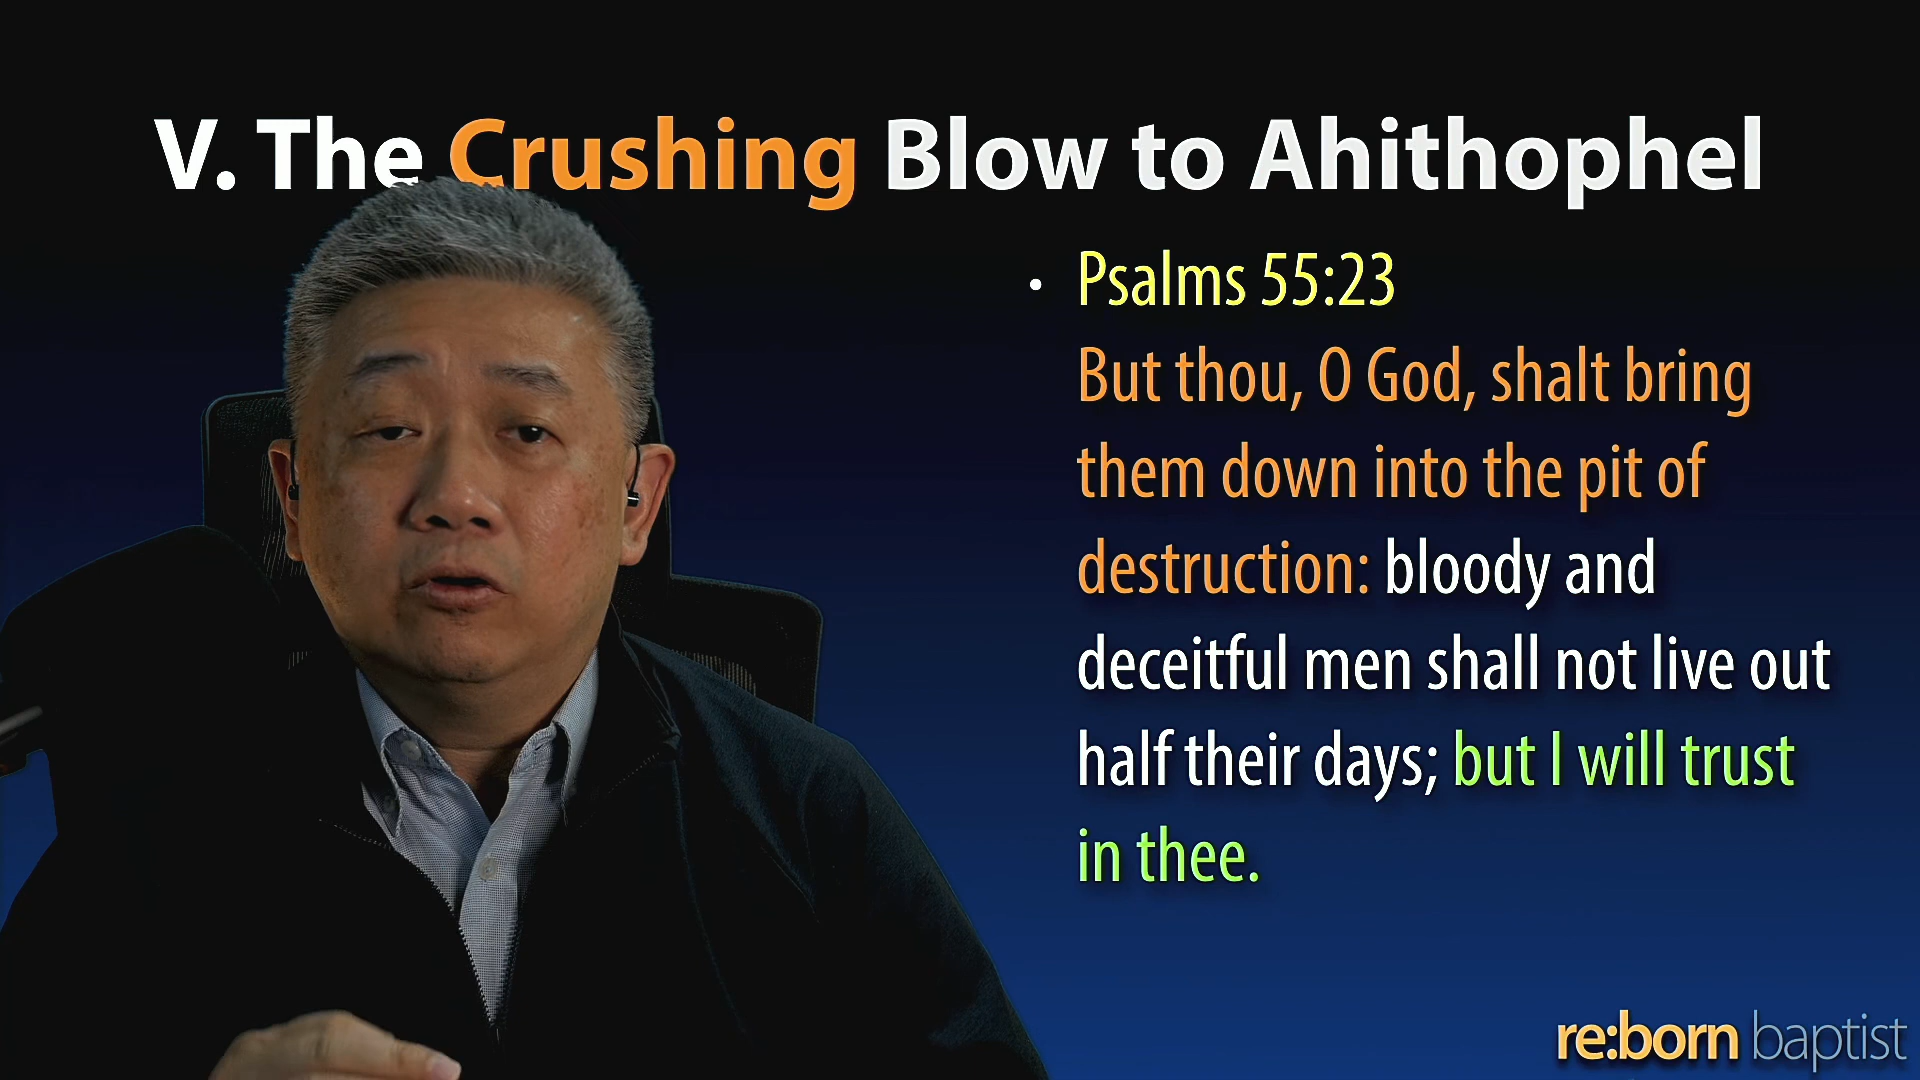 V. The Crushing Blow to Ahithophel
• Psalms 55:23
But thou, O God, shalt bring
them down into the pit of
destruction: bloody and
deceitful men shall not live out
half their days; but I will trust
in thee.
re:born baptist